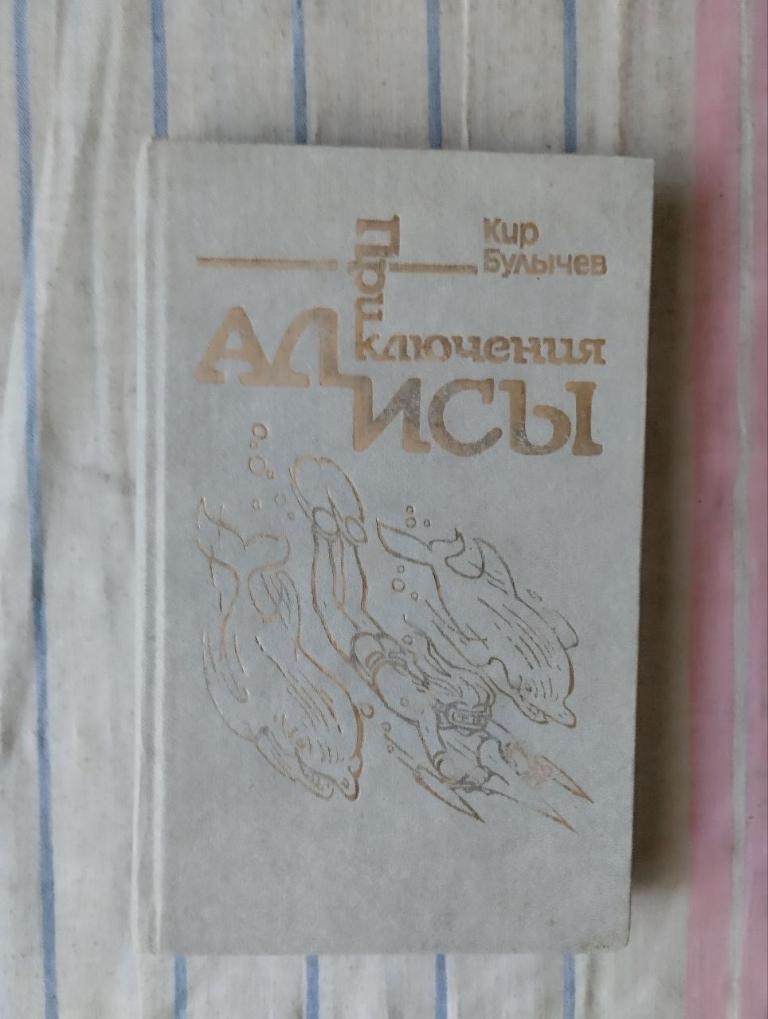 Кир
Булычев
Приключения
АЛИСЫ